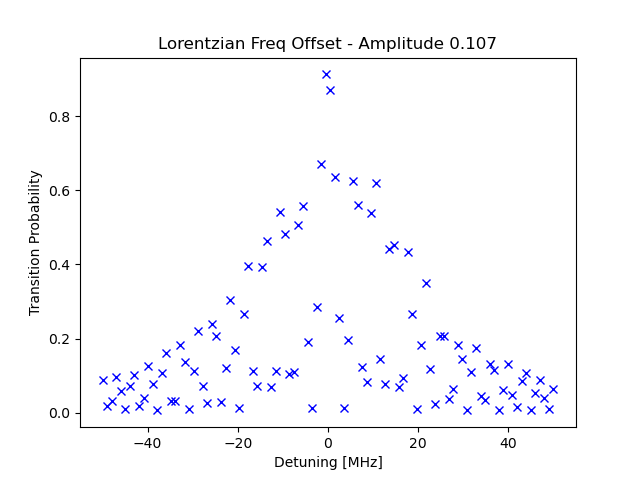 Lorentzian Freq Offset - Amplitude 0.107
Transition Probability
0.8
0.6
0.4
0.2
0.0
−40 −20 0 20 40
Detuning [MHz]